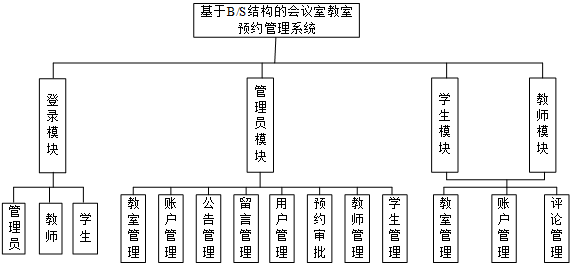 基于B/S结构的会议室教室
预约管理系统
登录模块
管理员模块
学生模块
教师模块
管理员
教师
学生
教室管理
账户管理
公告管理
留言管理
用户管理
预约审批
教师管理
学生管理
教室管理
账户管理
评论管理